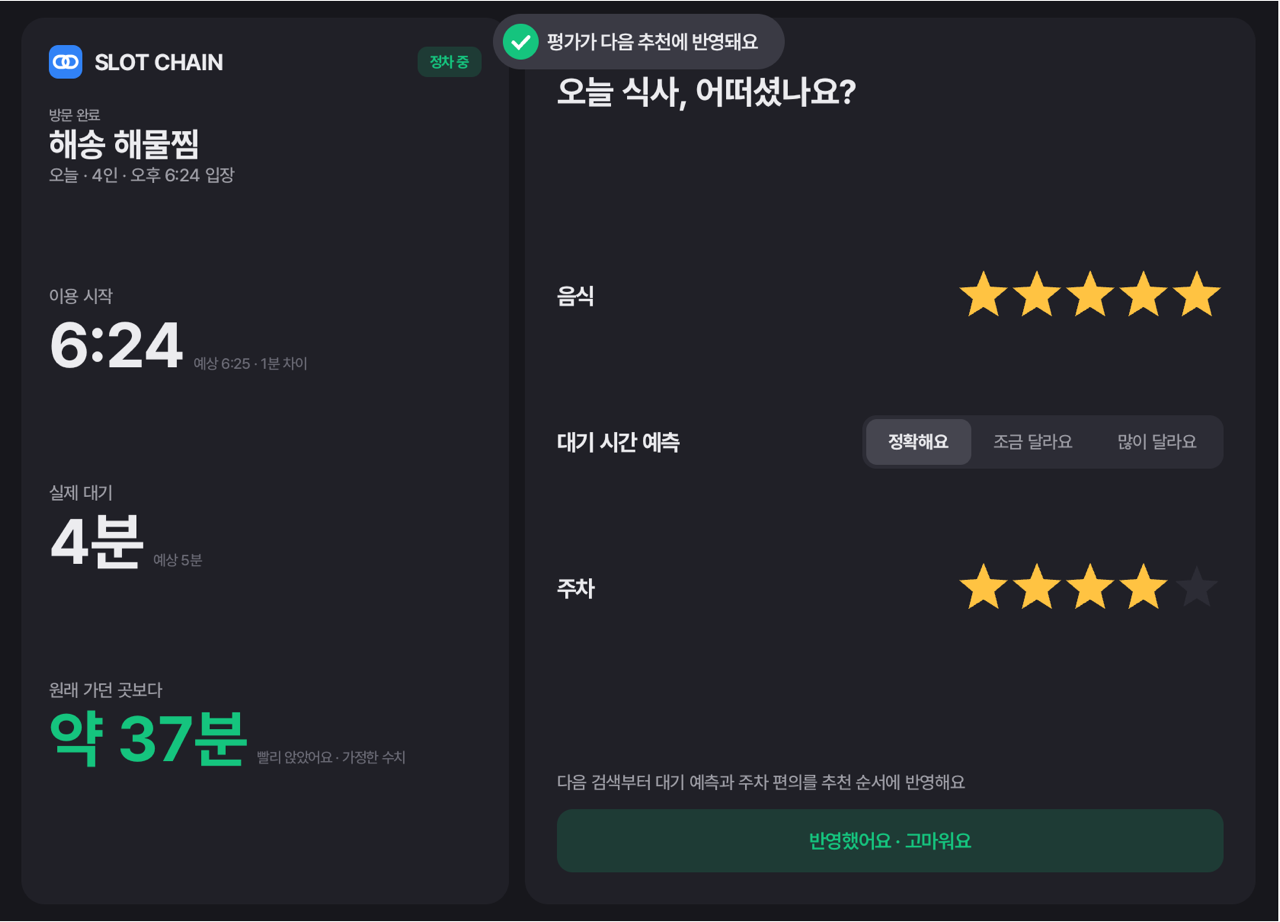 평가가 다음 추천에 반영돼요
SLOT CHAIN
정차 중
방문 완료
해송 해물찜
오늘 · 4인 · 오후 6:24 입장
이용 시작
6:24 예상 6:25 · 1분 차이
실제 대기
4분 예상 5분
원래 가던 곳보다
약 37분 빨리 앉았어요 · 가정한 수치
오늘 식사, 어떠셨나요?
음식
대기 시간 예측
정확해요 조금 달라요 많이 달라요
주차
다음 검색부터 대기 예측과 주차 편의를 추천 순서에 반영해요
반영했어요 · 고마워요